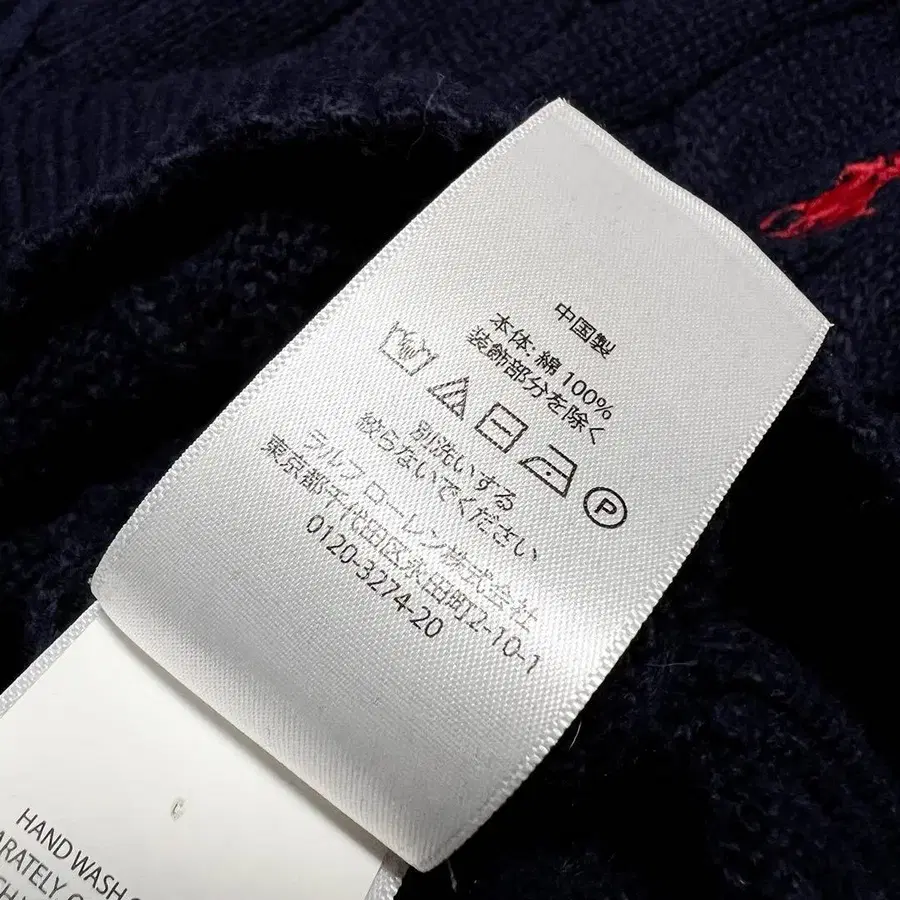 中国製
本体: 綿 100%
装飾部分を除く
P
別洗いする
絞らないでください
ラルフ ローレン株式会社
東京都千代田区永田町2-10-1
0120-3274-20
HAND WASH